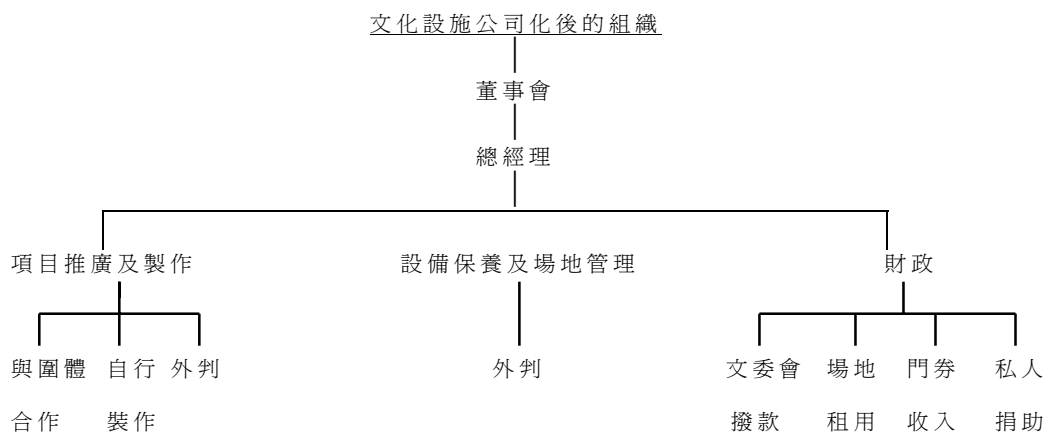 文化設施公司化後的組織
董事會
總經理
項目推廣及製作 設備保養及場地管理 財政
與圍體 自行 外判 外判 文委會 場地 門券 私人
合作 裝作 撥款 租用 收入 捐助